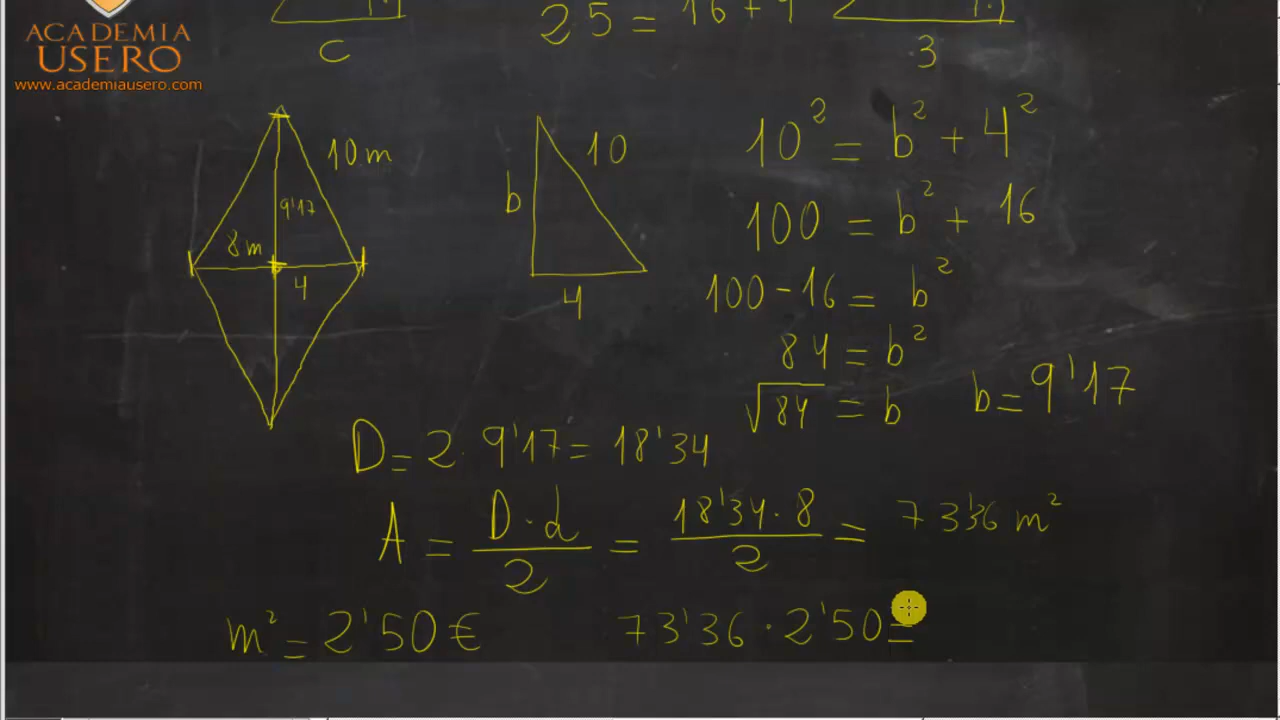 ACADEMIA
USERO
www.academiausero.com
C
25 = 16 + 9
3
10 m
9'17
8 m
4
b
10
4
10² = b² + 4²
100 = b² + 16
100 - 16 = b²
84 = b²
√84 = b
b = 9'17
D = 2 · 9'17 = 18'34
A = D · d / 2 = 18'34 · 8 / 2 = 73'36 m²
m² = 2'50 €
73'36 · 2'50 =